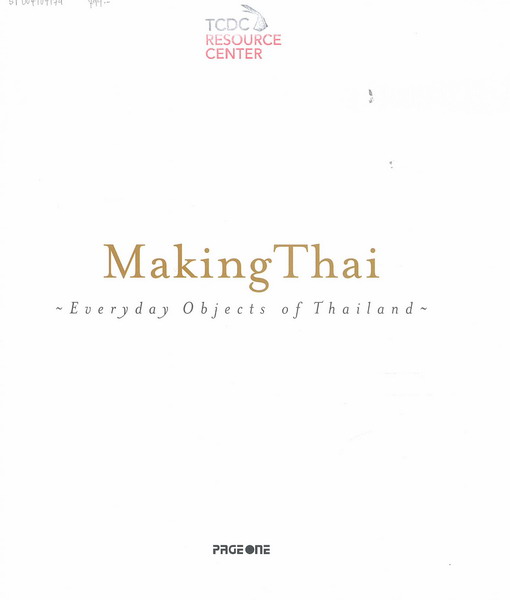 TCDC
RESOURCE
CENTER
MakingThai
~Everyday Objects of Thailand~
PAGEONE